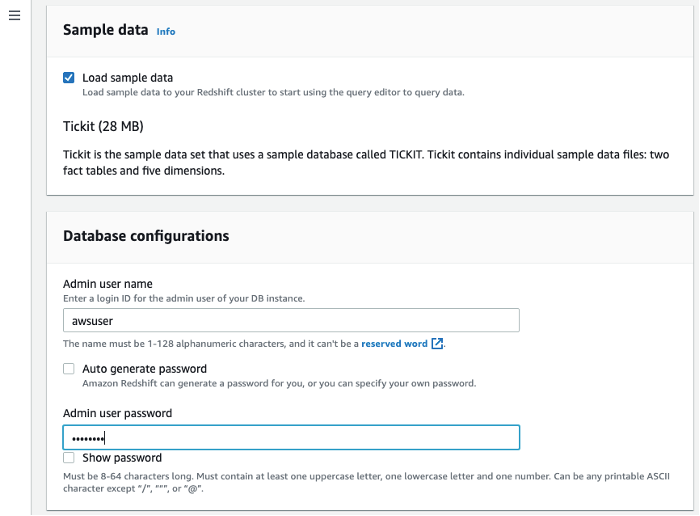 Sample data Info
Load sample data
Load sample data to your Redshift cluster to start using the query editor to query data.
Tickit (28 MB)
Tickit is the sample data set that uses a sample database called TICKIT. Tickit contains individual sample data files: two
fact tables and five dimensions.
Database configurations
Admin user name
Enter a login ID for the admin user of your DB instance.
awsuser
The name must be 1-128 alphanumeric characters, and it can't be a reserved word.
Auto generate password
Amazon Redshift can generate a password for you, or you can specify your own password.
Admin user password
••••••••
Show password
Must be 8-64 characters long. Must contain at least one uppercase letter, one lowercase letter and one number. Can be any printable ASCII
character except "/", """, or "@".